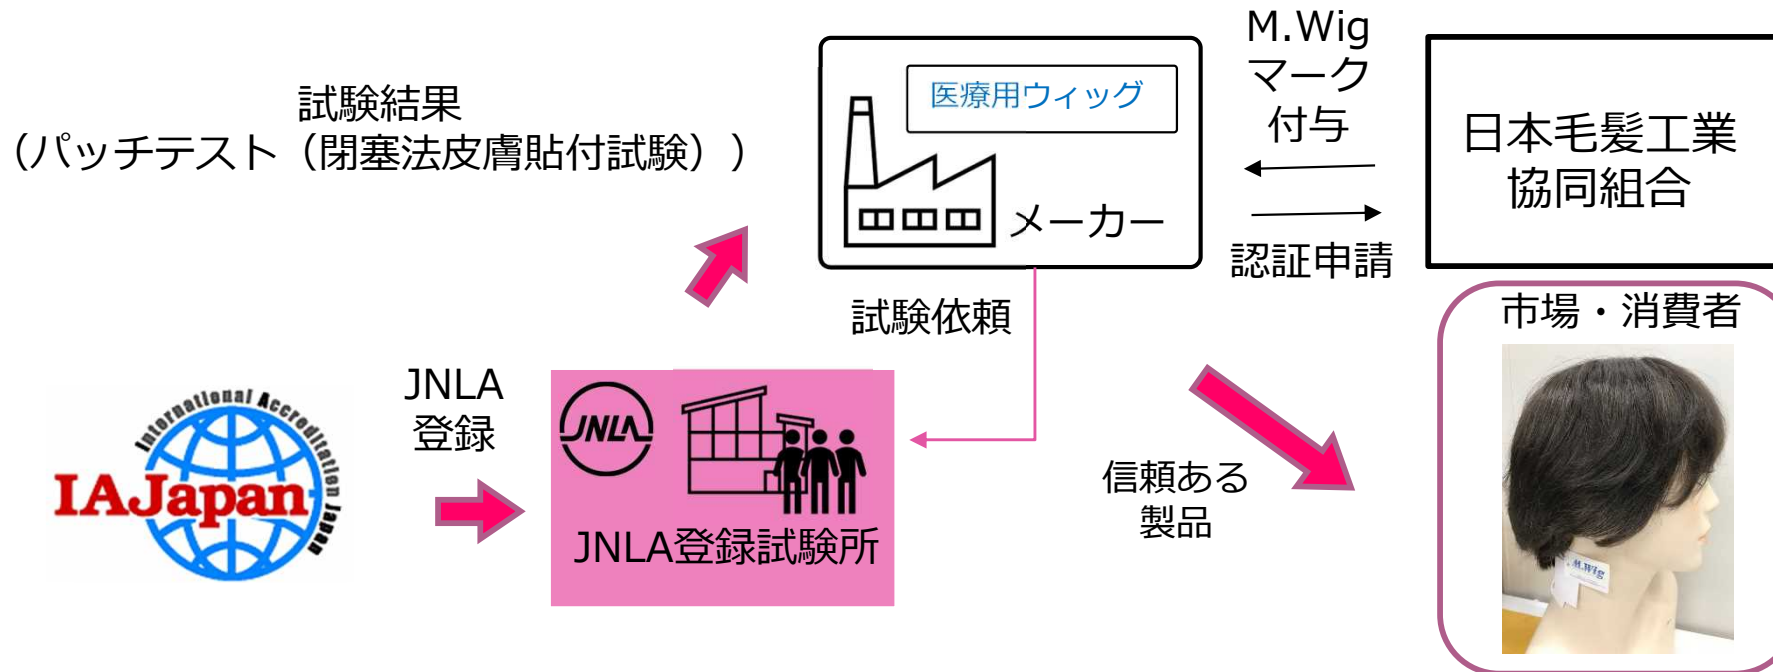 試験結果
（パッチテスト（閉塞法皮膚貼付試験））
医療用ウィッグ
メーカー
M.Wig
マーク
付与
認証申請
日本毛髪工業
協同組合
試験依頼
市場・消費者
International Accreditation Japan
IAJapan
JNLA
登録
JNLA
JNLA登録試験所
信頼ある
製品
M.Wig